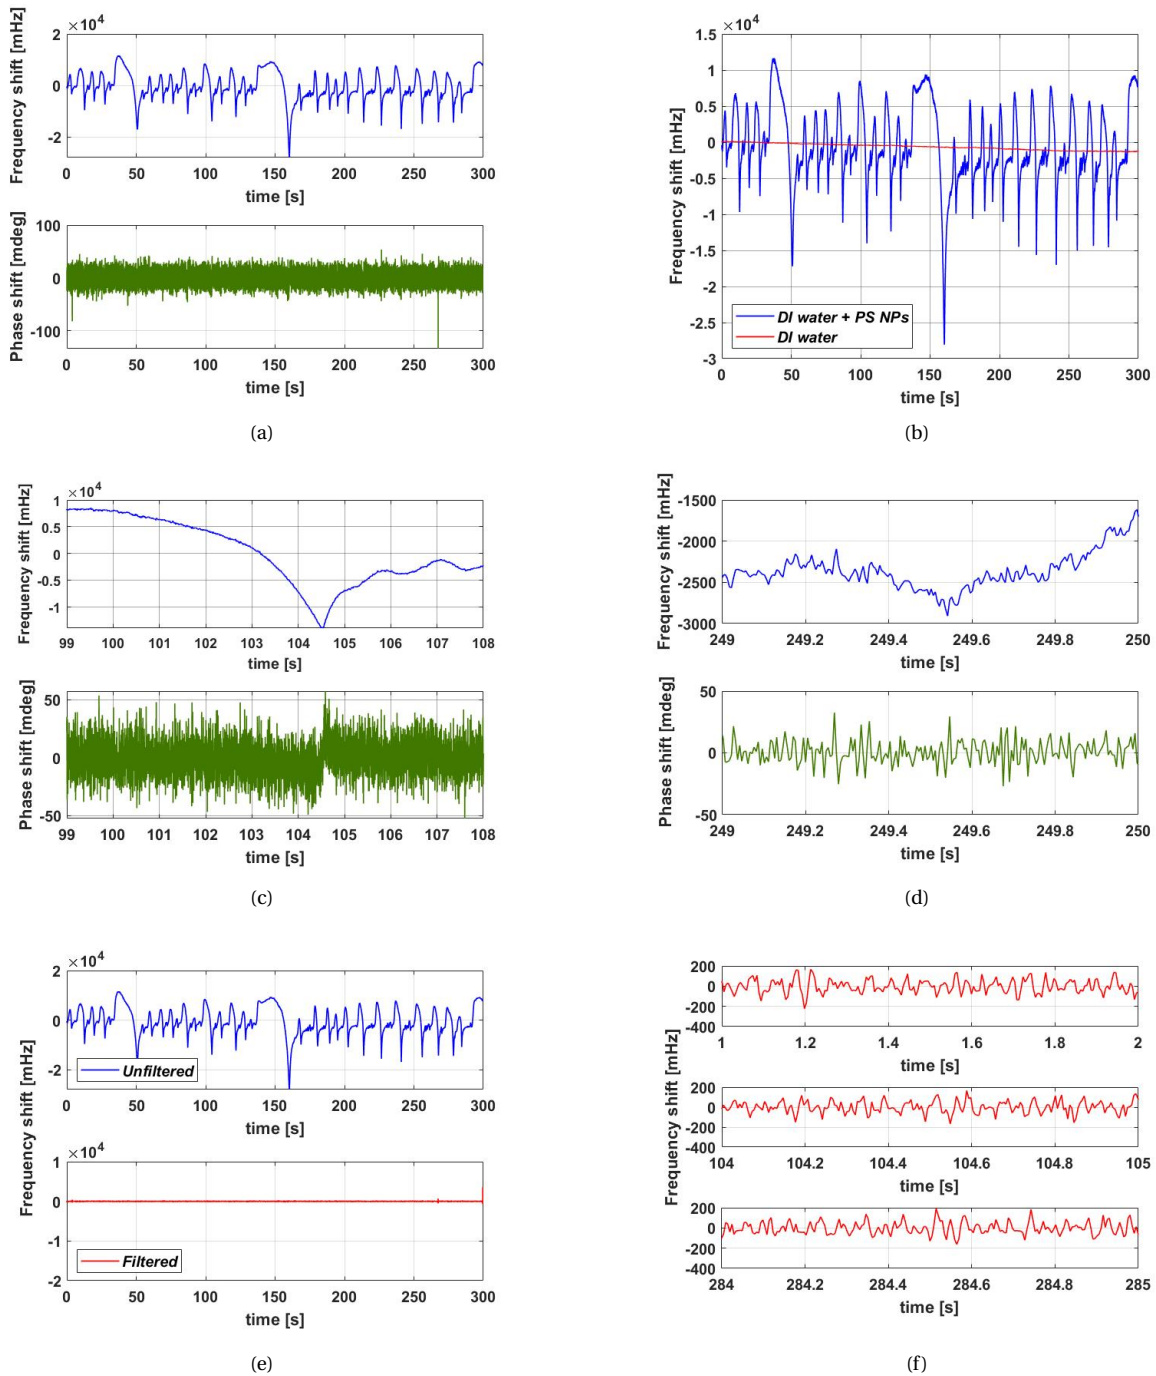 ×10⁴
Frequency shift [mHz]
2
0
-2
0 50 100 150 200 250 300
time [s]
Phase shift [mdeg]
100
0
-100
0 50 100 150 200 250 300
time [s]
(a)
×10⁴
Frequency shift [mHz]
1.5
1
0.5
0
-0.5
-1
-1.5
-2
-2.5
-3
DI water + PS NPs
DI water
0 50 100 150 200 250 300
time [s]
(b)
×10⁴
Frequency shift [mHz]
1
0.5
0
-0.5
-1
99 100 101 102 103 104 105 106 107 108
time [s]
Phase shift [mdeg]
50
0
-50
99 100 101 102 103 104 105 106 107 108
time [s]
(c)
Frequency shift [mHz]
-1500
-2000
-2500
-3000
249 249.2 249.4 249.6 249.8 250
time [s]
Phase shift [mdeg]
50
0
-50
249 249.2 249.4 249.6 249.8 250
time [s]
(d)
×10⁴
Frequency shift [mHz]
2
0
-2
Unfiltered
0 50 100 150 200 250 300
time [s]
×10⁴
1
0
-1
-2
Filtered
0 50 100 150 200 250 300
time [s]
(e)
Frequency shift [mHz]
200
0
-200
-400
1 1.2 1.4 1.6 1.8 2
time [s]
200
0
-200
-400
104 104.2 104.4 104.6 104.8 105
time [s]
200
0
-200
-400
284 284.2 284.4 284.6 284.8 285
time [s]
(f)